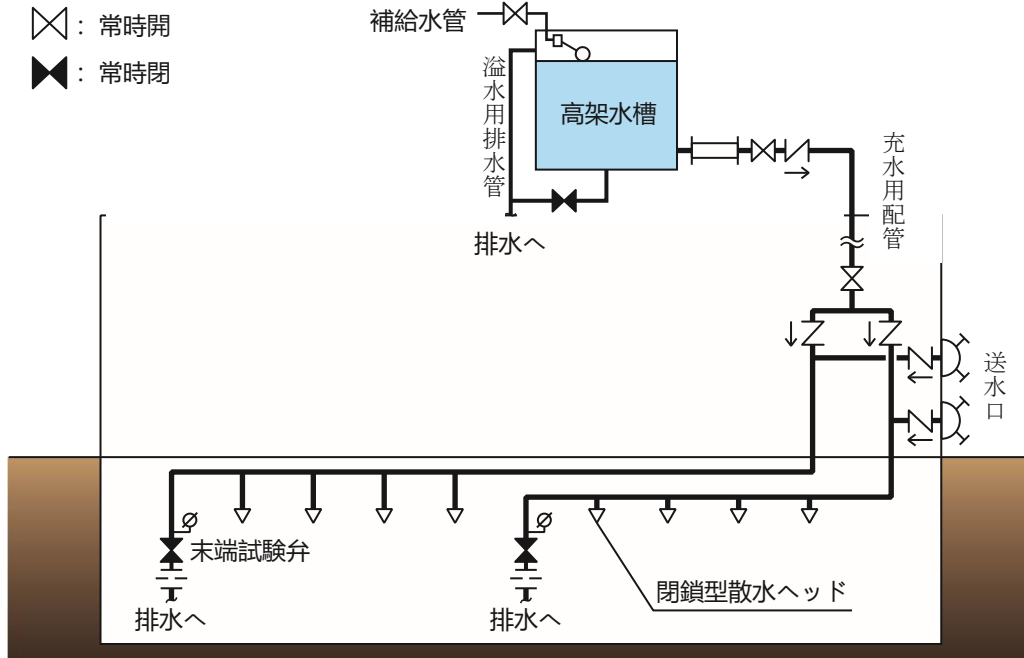 ： 常時開
： 常時閉
補給水管
溢水用排水管
高架水槽
充水用配管
排水へ
送水口
末端試験弁
閉鎖型散水ヘッド
排水へ
排水へ